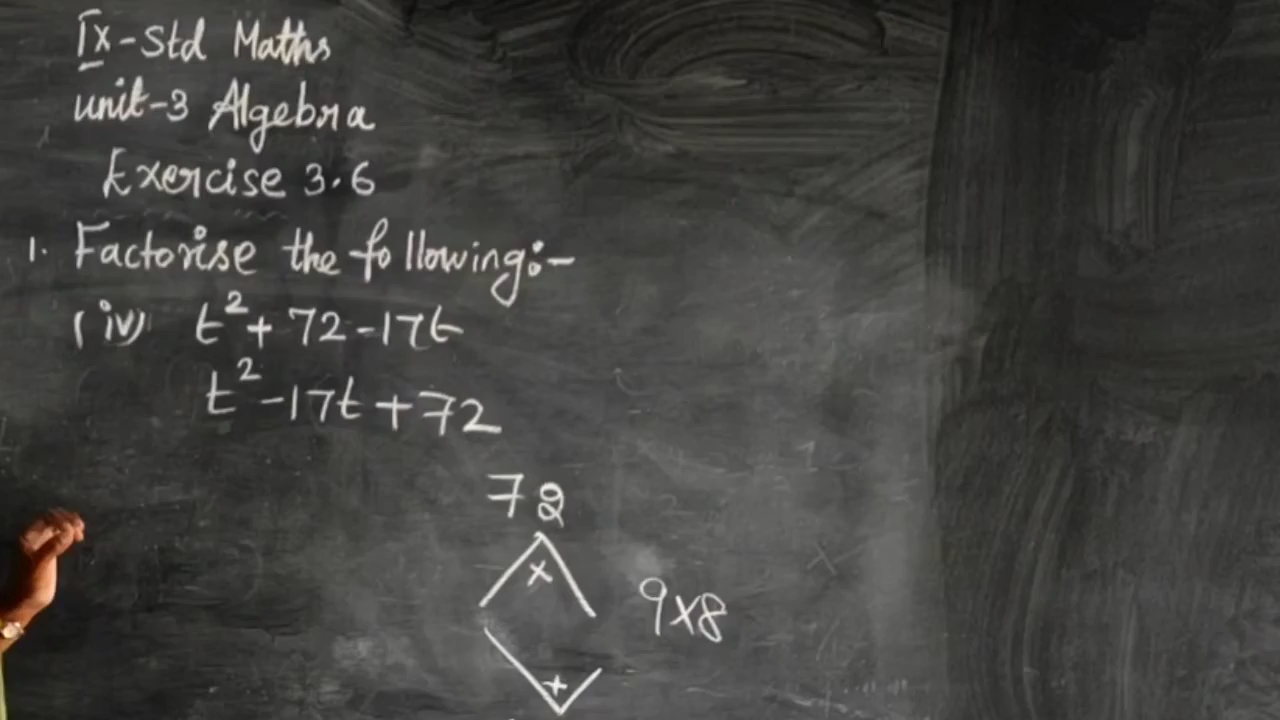 IX-Std Maths
unit-3 Algebra
Exercise 3.6
1. Factorise the following:-
(iv) t² + 72 - 17t
t² - 17t + 72
72
×
9×8
+